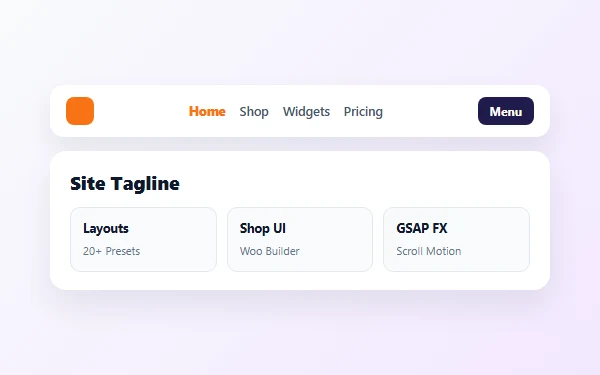 Home Shop Widgets Pricing Menu
Site Tagline
Layouts Shop UI GSAP FX
20+ Presets Woo Builder Scroll Motion